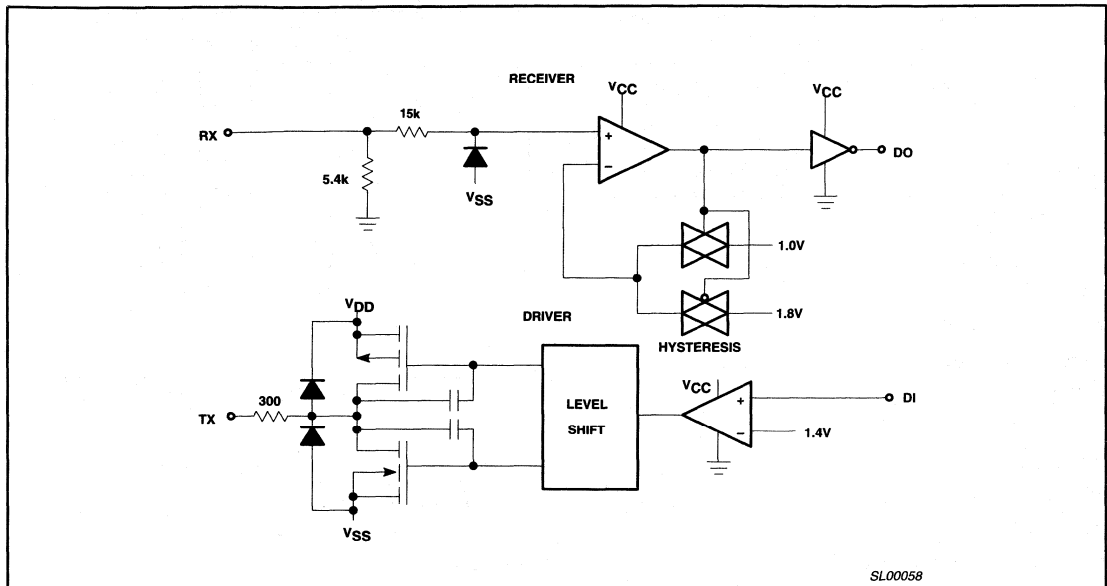 RECEIVER
VCC
VCC
15k
RX
+
−
DO
5.4k
VSS
1.0V
1.8V
HYSTERESIS
VDD
DRIVER
300
TX
LEVEL
SHIFT
VCC
+
−
DI
1.4V
VSS
SL00058